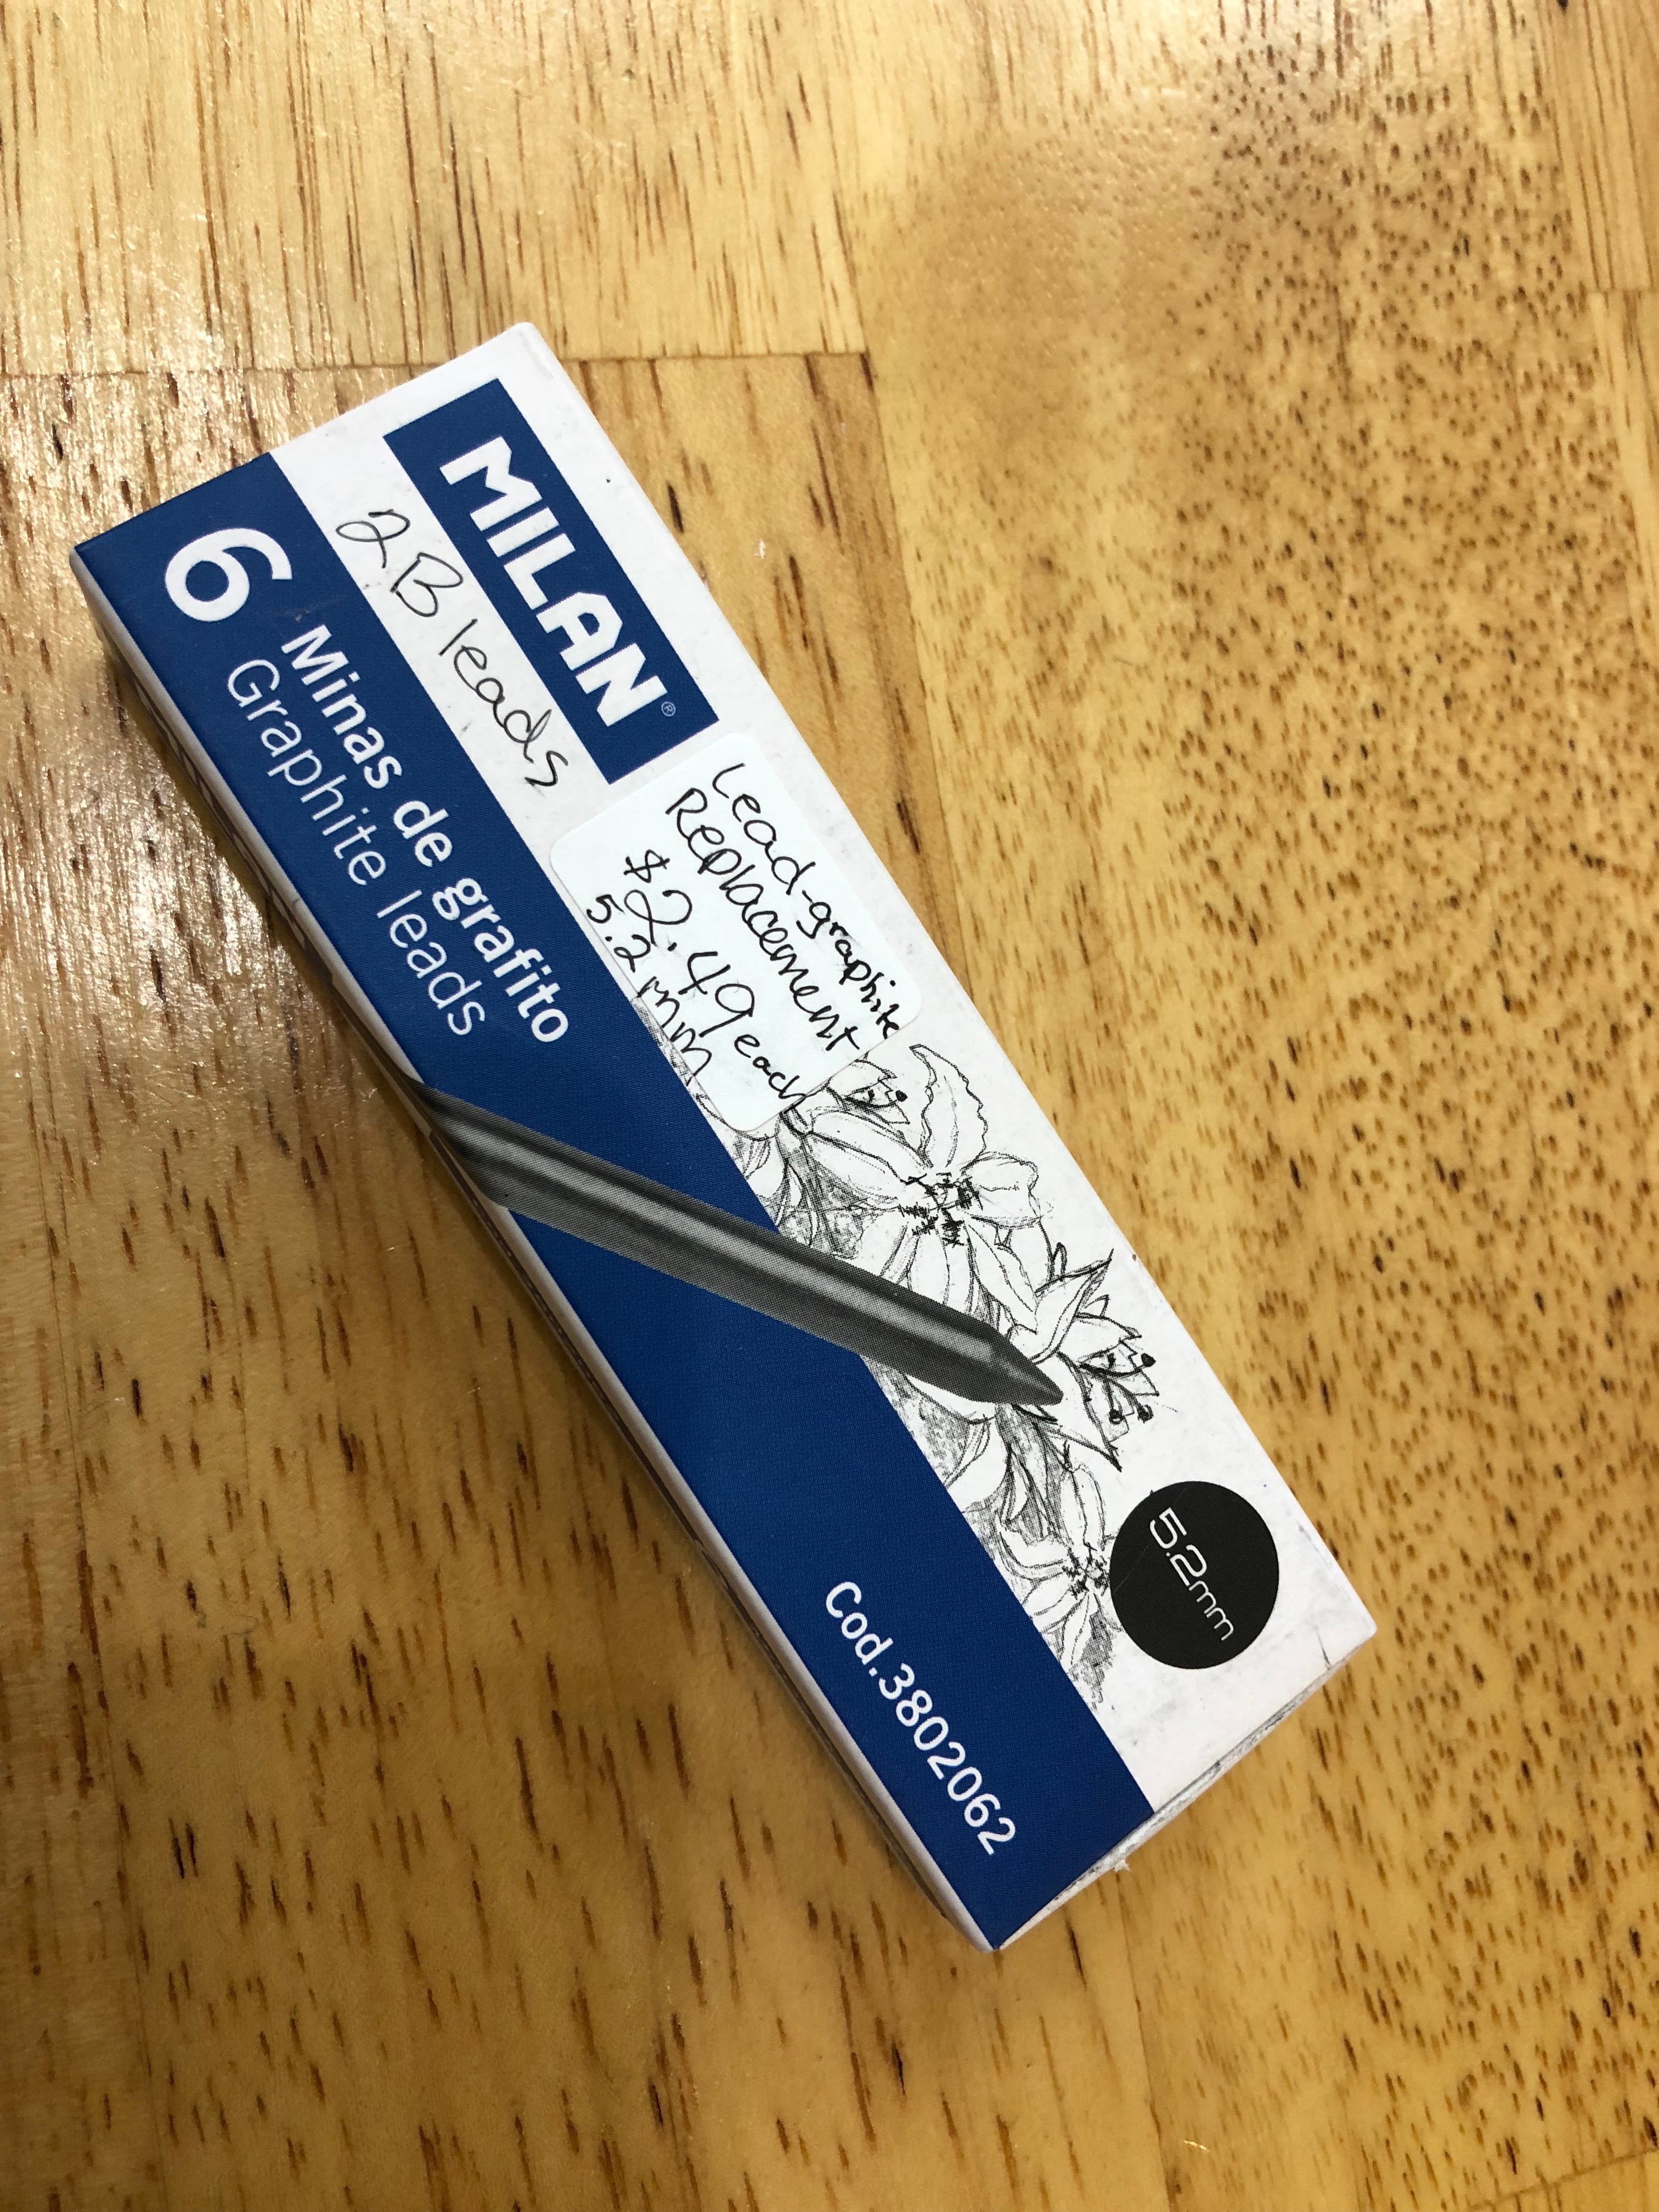 MILAN®
2B leads
6 Minas de grafito
Graphite leads
Lead-graphite
Replacement
$2.49 each
5.2 mm
5.2mm
Cod.3802062